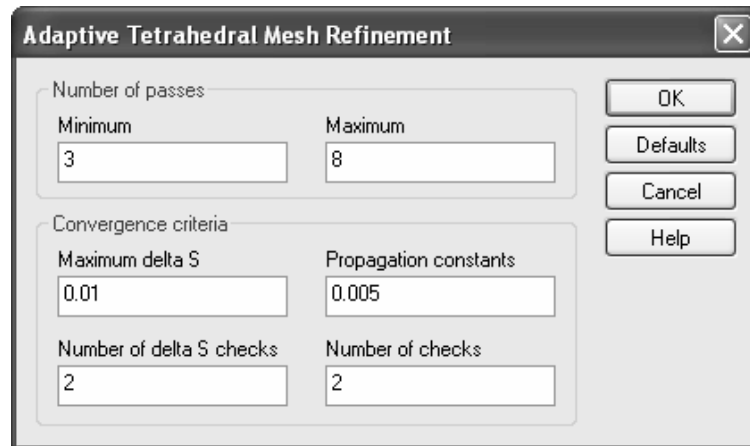 Adaptive Tetrahedral Mesh Refinement
Number of passes
Minimum Maximum
3 8
Convergence criteria
Maximum delta S Propagation constants
0.01 0.005
Number of delta S checks Number of checks
2 2
OK
Defaults
Cancel
Help